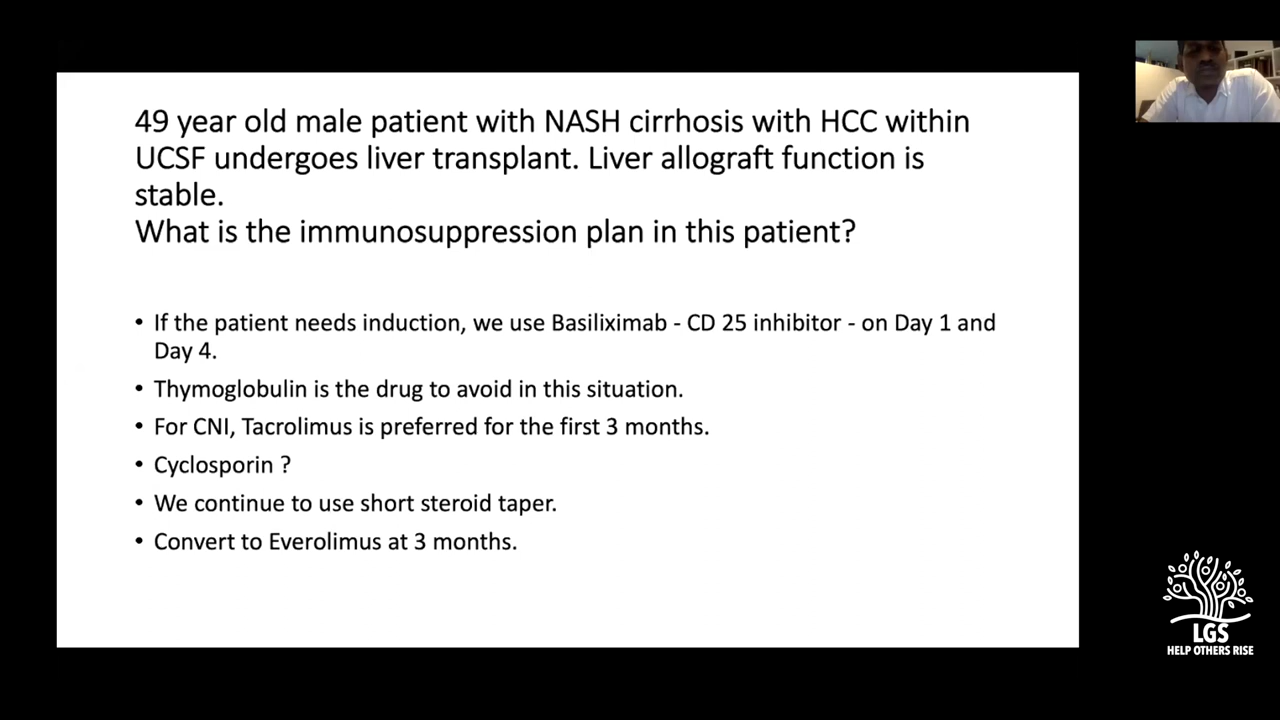 49 year old male patient with NASH cirrhosis with HCC within
UCSF undergoes liver transplant. Liver allograft function is
stable.
What is the immunosuppression plan in this patient?
• If the patient needs induction, we use Basiliximab - CD 25 inhibitor - on Day 1 and
Day 4.
• Thymoglobulin is the drug to avoid in this situation.
• For CNI, Tacrolimus is preferred for the first 3 months.
• Cyclosporin ?
• We continue to use short steroid taper.
• Convert to Everolimus at 3 months.
LGS
HELP OTHERS RISE